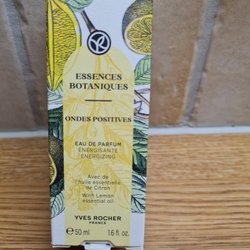 ESSENCES
BOTANIQUES
ONDES POSITIVES
EAU DE PARFUM
ÉNERGISANTE
ENERGIZING
Avec de
l'huile essentielle
de Citron
With Lemon
essential oil
YVES ROCHER
FRANCE
℮ 50 ml 1.6 fl. oz.